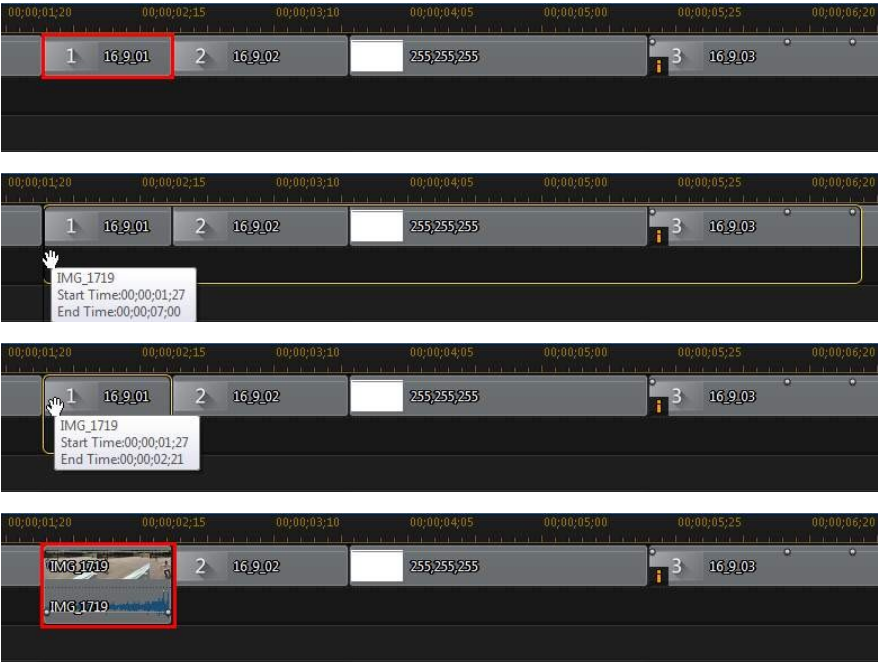 00;00;01;20 00;00;02;15 00;00;03;10 00;00;04;05 00;00;05;00 00;00;05;25 00;00;06;20
1 16_9_01 2 16_9_02 255,255,255 i 3 16_9_03
00;00;01;20 00;00;02;15 00;00;03;10 00;00;04;05 00;00;05;00 00;00;05;25 00;00;06;20
1 16_9_01 2 16_9_02 255,255,255 i 3 16_9_03
IMG_1719
Start Time:00;00;01;27
End Time:00;00;07;00
00;00;01;20 00;00;02;15 00;00;03;10 00;00;04;05 00;00;05;00 00;00;05;25 00;00;06;20
1 16_9_01 2 16_9_02 255,255,255 i 3 16_9_03
IMG_1719
Start Time:00;00;01;27
End Time:00;00;02;21
00;00;01;20 00;00;02;15 00;00;03;10 00;00;04;05 00;00;05;00 00;00;05;25 00;00;06;20
IMG_1719 2 16_9_02 255,255,255 i 3 16_9_03
IMG_1719